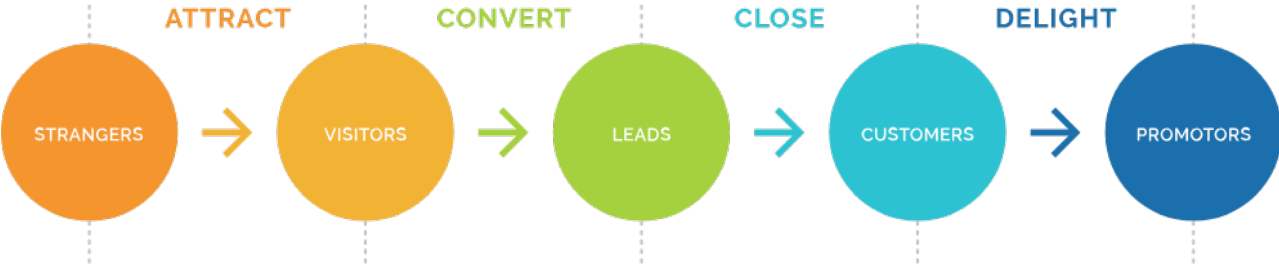 ATTRACT
CONVERT
CLOSE
DELIGHT
STRANGERS
VISITORS
LEADS
CUSTOMERS
PROMOTORS